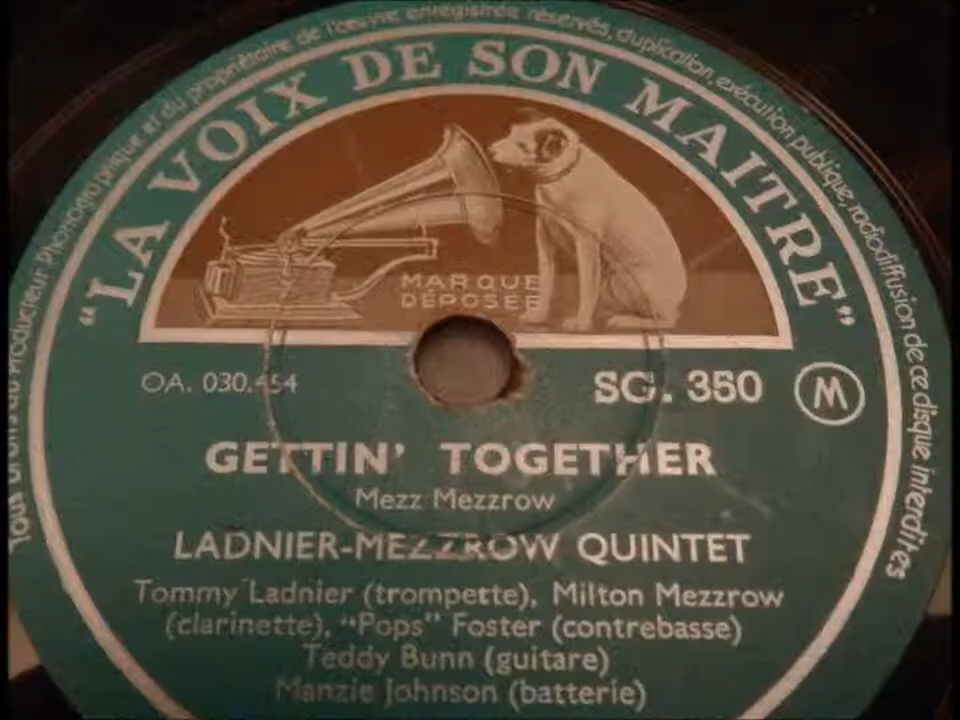 Tous droits du Producteur Phonographique et du propriétaire de l'œuvre enregistrée réservés, duplication, exécution publique, radiodiffusion de ce disque interdites
"LA VOIX DE SON MAITRE"
MARQUE
DÉPOSÉE
OA. 030.454
SG. 350 M
GETTIN' TOGETHER
Mezz Mezzrow
LADNIER-MEZZROW QUINTET
Tommy Ladnier (trompette), Milton Mezzrow
(clarinette), "Pops" Foster (contrebasse)
Teddy Bunn (guitare)
Manzie Johnson (batterie)